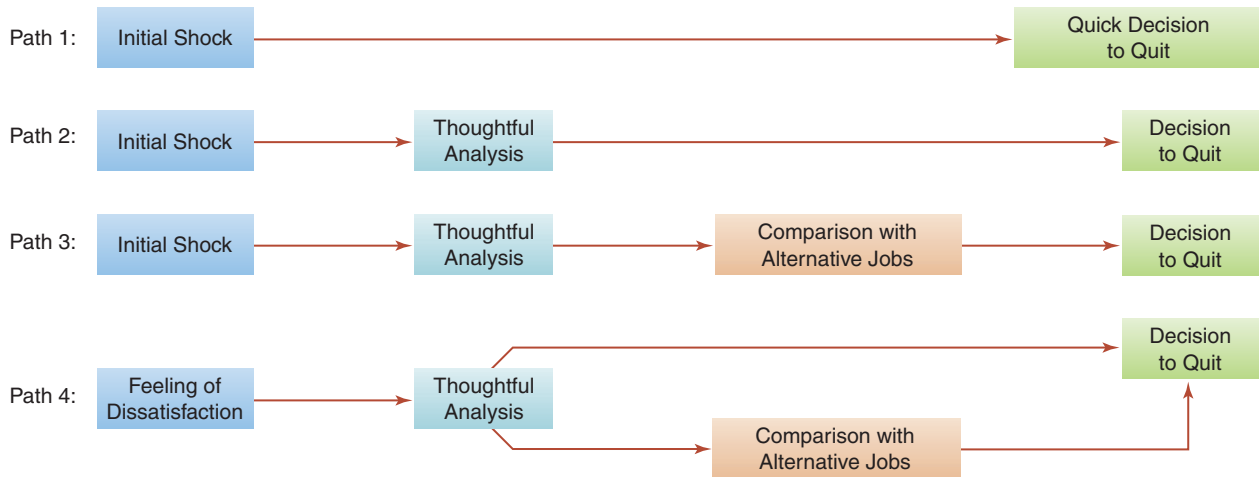 Path 1:
Initial Shock
Quick Decision
to Quit
Path 2:
Initial Shock
Thoughtful
Analysis
Decision
to Quit
Path 3:
Initial Shock
Thoughtful
Analysis
Comparison with
Alternative Jobs
Decision
to Quit
Path 4:
Feeling of
Dissatisfaction
Thoughtful
Analysis
Comparison with
Alternative Jobs
Decision
to Quit